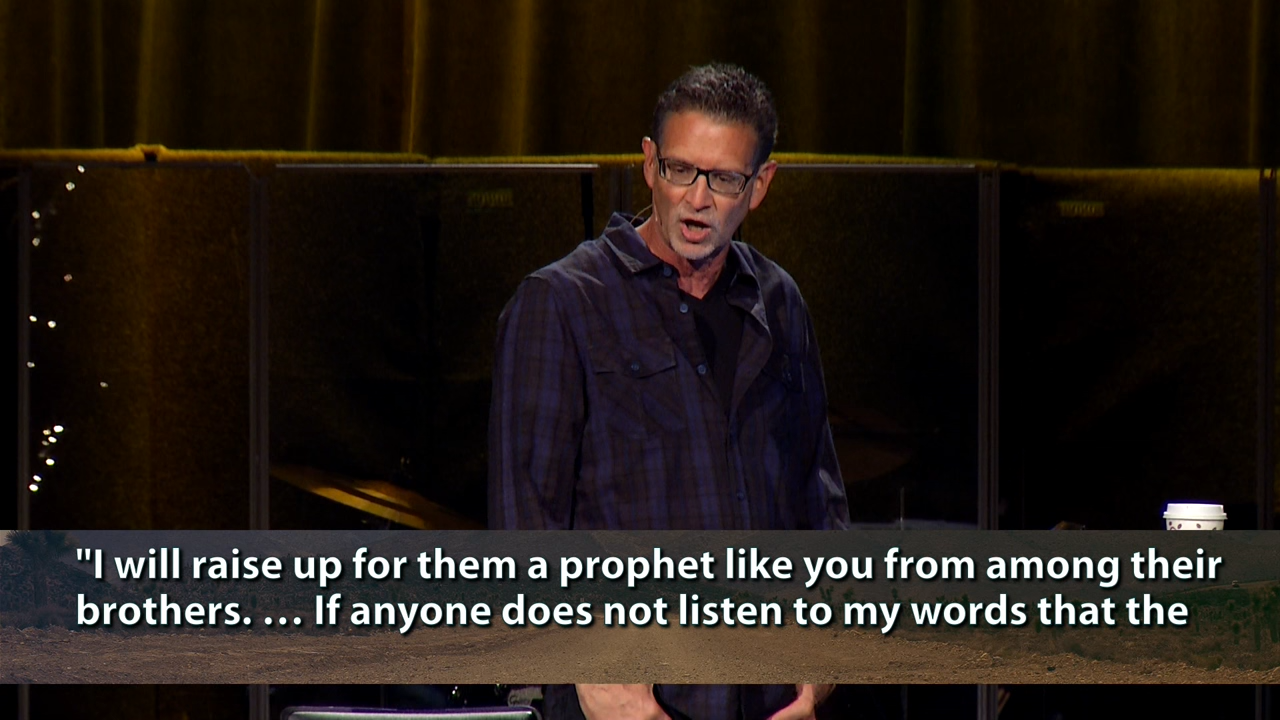 "I will raise up for them a prophet like you from among their
brothers. … If anyone does not listen to my words that the